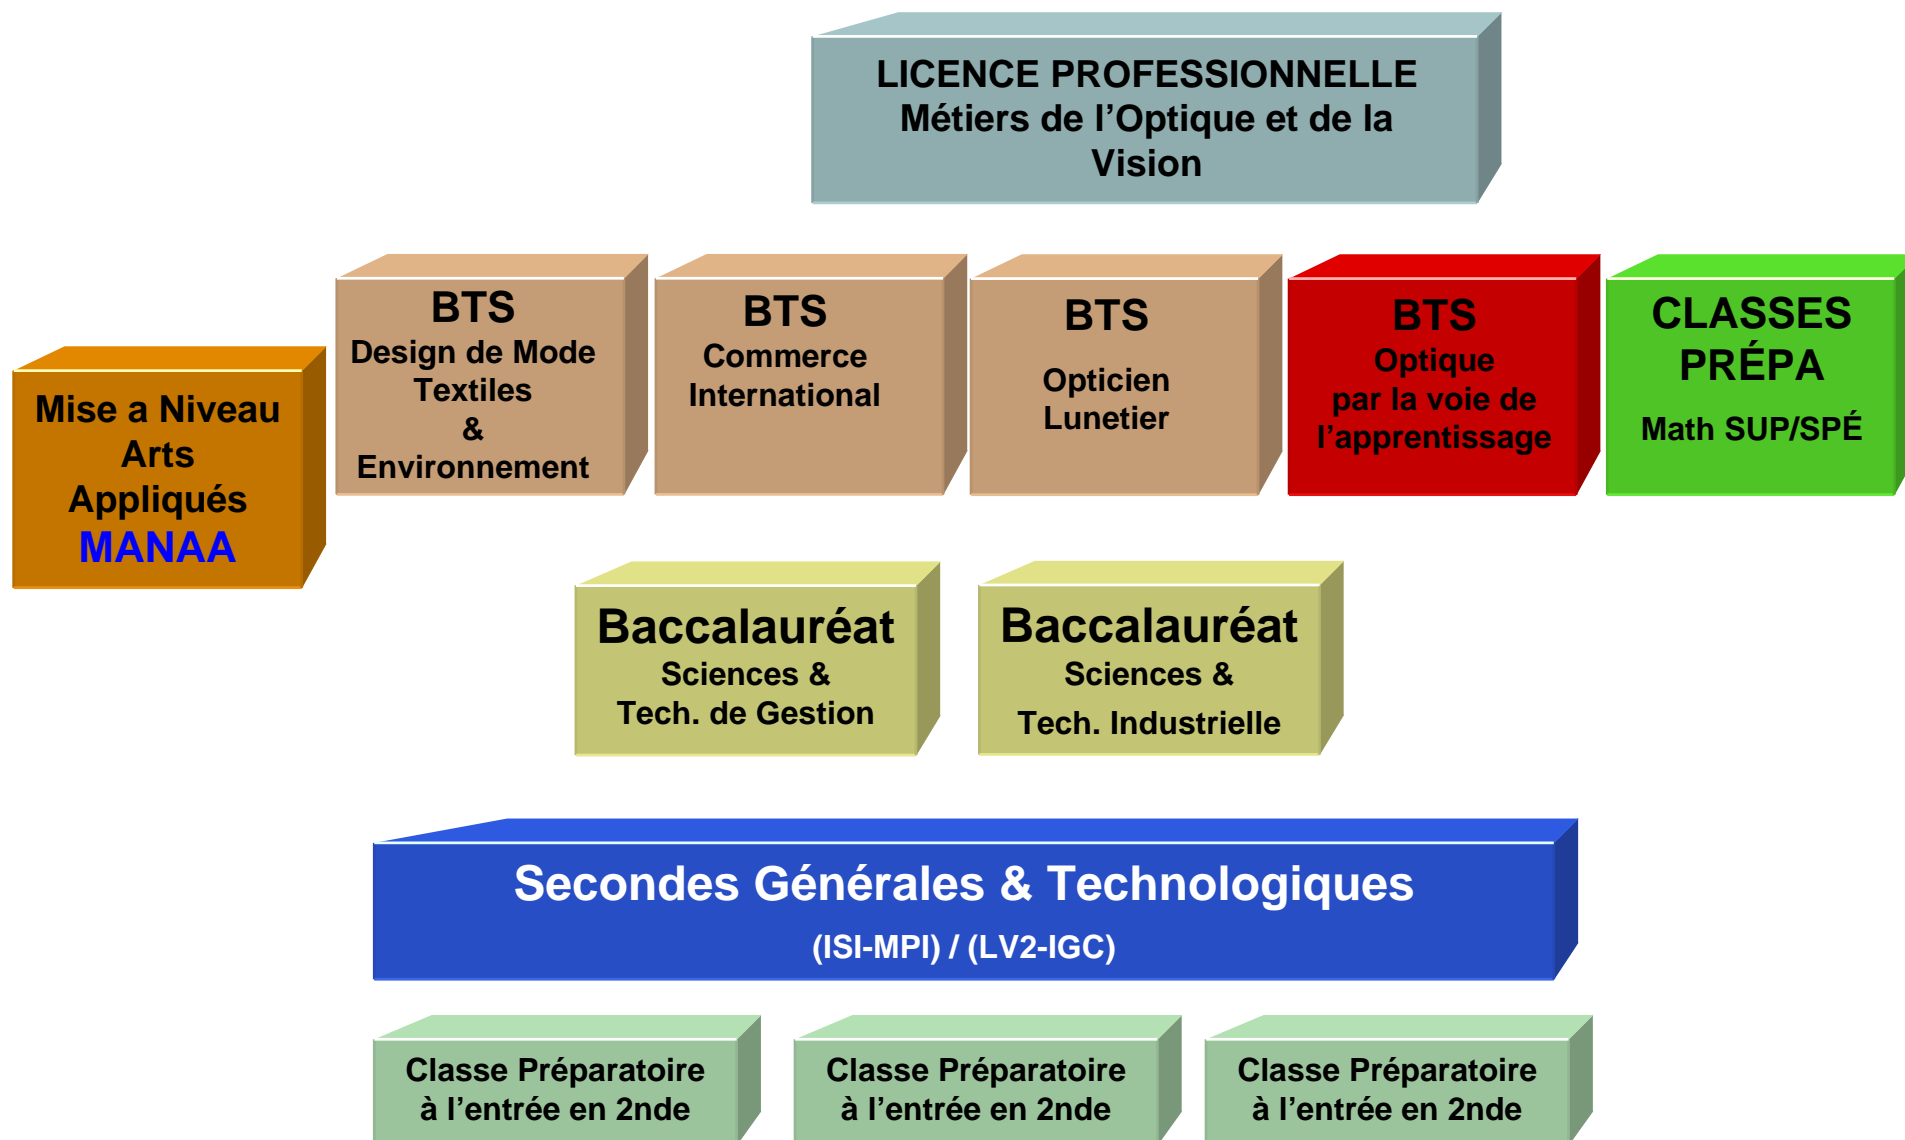 LICENCE PROFESSIONNELLE
Métiers de l’Optique et de la
Vision
Mise a Niveau
Arts
Appliqués
MANAA
BTS
Design de Mode
Textiles
&
Environnement
BTS
Commerce
International
BTS
Opticien
Lunetier
BTS
Optique
par la voie de
l’apprentissage
CLASSES
PRÉPA
Math SUP/SPÉ
Baccalauréat
Sciences &
Tech. de Gestion
Baccalauréat
Sciences &
Tech. Industrielle
Secondes Générales & Technologiques
(ISI-MPI) / (LV2-IGC)
Classe Préparatoire
à l’entrée en 2nde
Classe Préparatoire
à l’entrée en 2nde
Classe Préparatoire
à l’entrée en 2nde